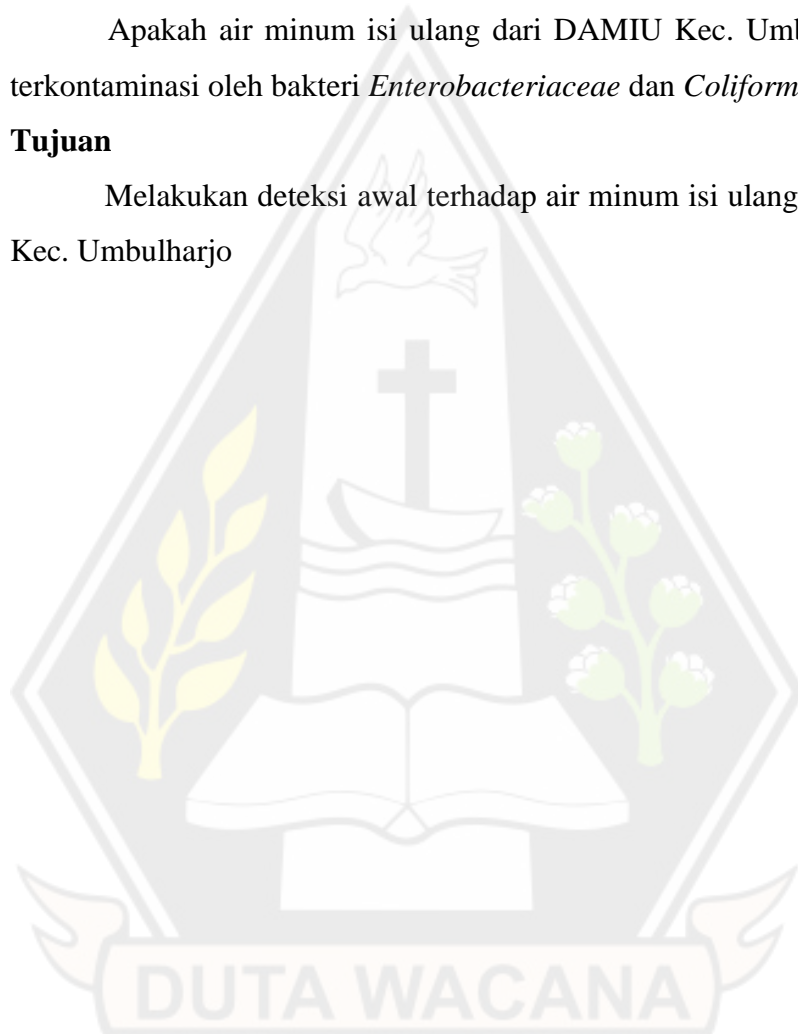 Apakah air minum isi ulang dari DAMIU Kec.
terkontaminasi oleh bakteri Enterobacteriaceae dan Coliform
Tujuan
Melakukan deteksi awal terhadap air minum isi ulang
Kec. Umbulharjo
DUTA WACANA